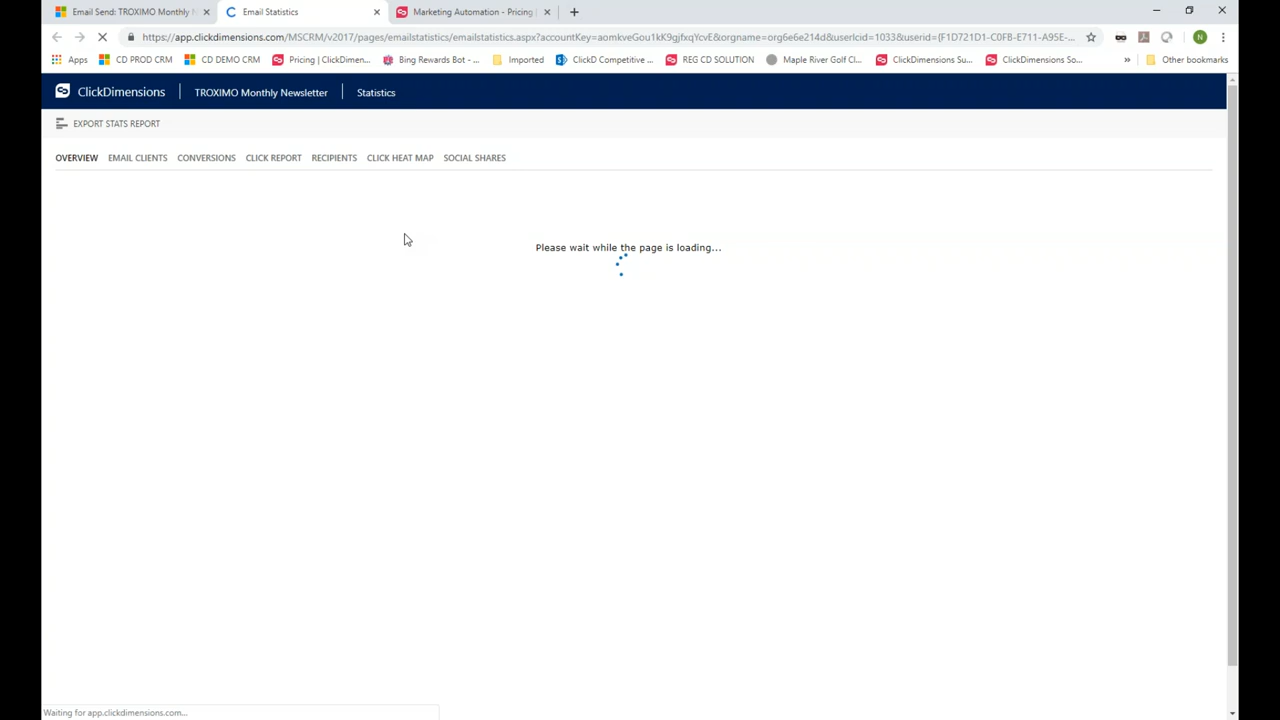 Email Send: TROXIMO Monthly N
Email Statistics
Marketing Automation - Pricing |
https://app.clickdimensions.com/MSCRM/v2017/pages/emailstatistics/emailstatistics.aspx?accountKey=aomkveGou1kK9gjfxqYcvE&orgname=org6e6e214d&userlcid=1033&userid={F1D721D1-C0FB-E711-A95E-...
N
Apps
CD PROD CRM
CD DEMO CRM
Pricing | ClickDimen...
Bing Rewards Bot - ...
Imported
ClickD Competitive ...
REG CD SOLUTION
Maple River Golf Cl...
ClickDimensions Su...
ClickDimensions So...
»
Other bookmarks
ClickDimensions
TROXIMO Monthly Newsletter
Statistics
EXPORT STATS REPORT
OVERVIEW EMAIL CLIENTS CONVERSIONS CLICK REPORT RECIPIENTS CLICK HEAT MAP SOCIAL SHARES
Please wait while the page is loading...
Waiting for app.clickdimensions.com...